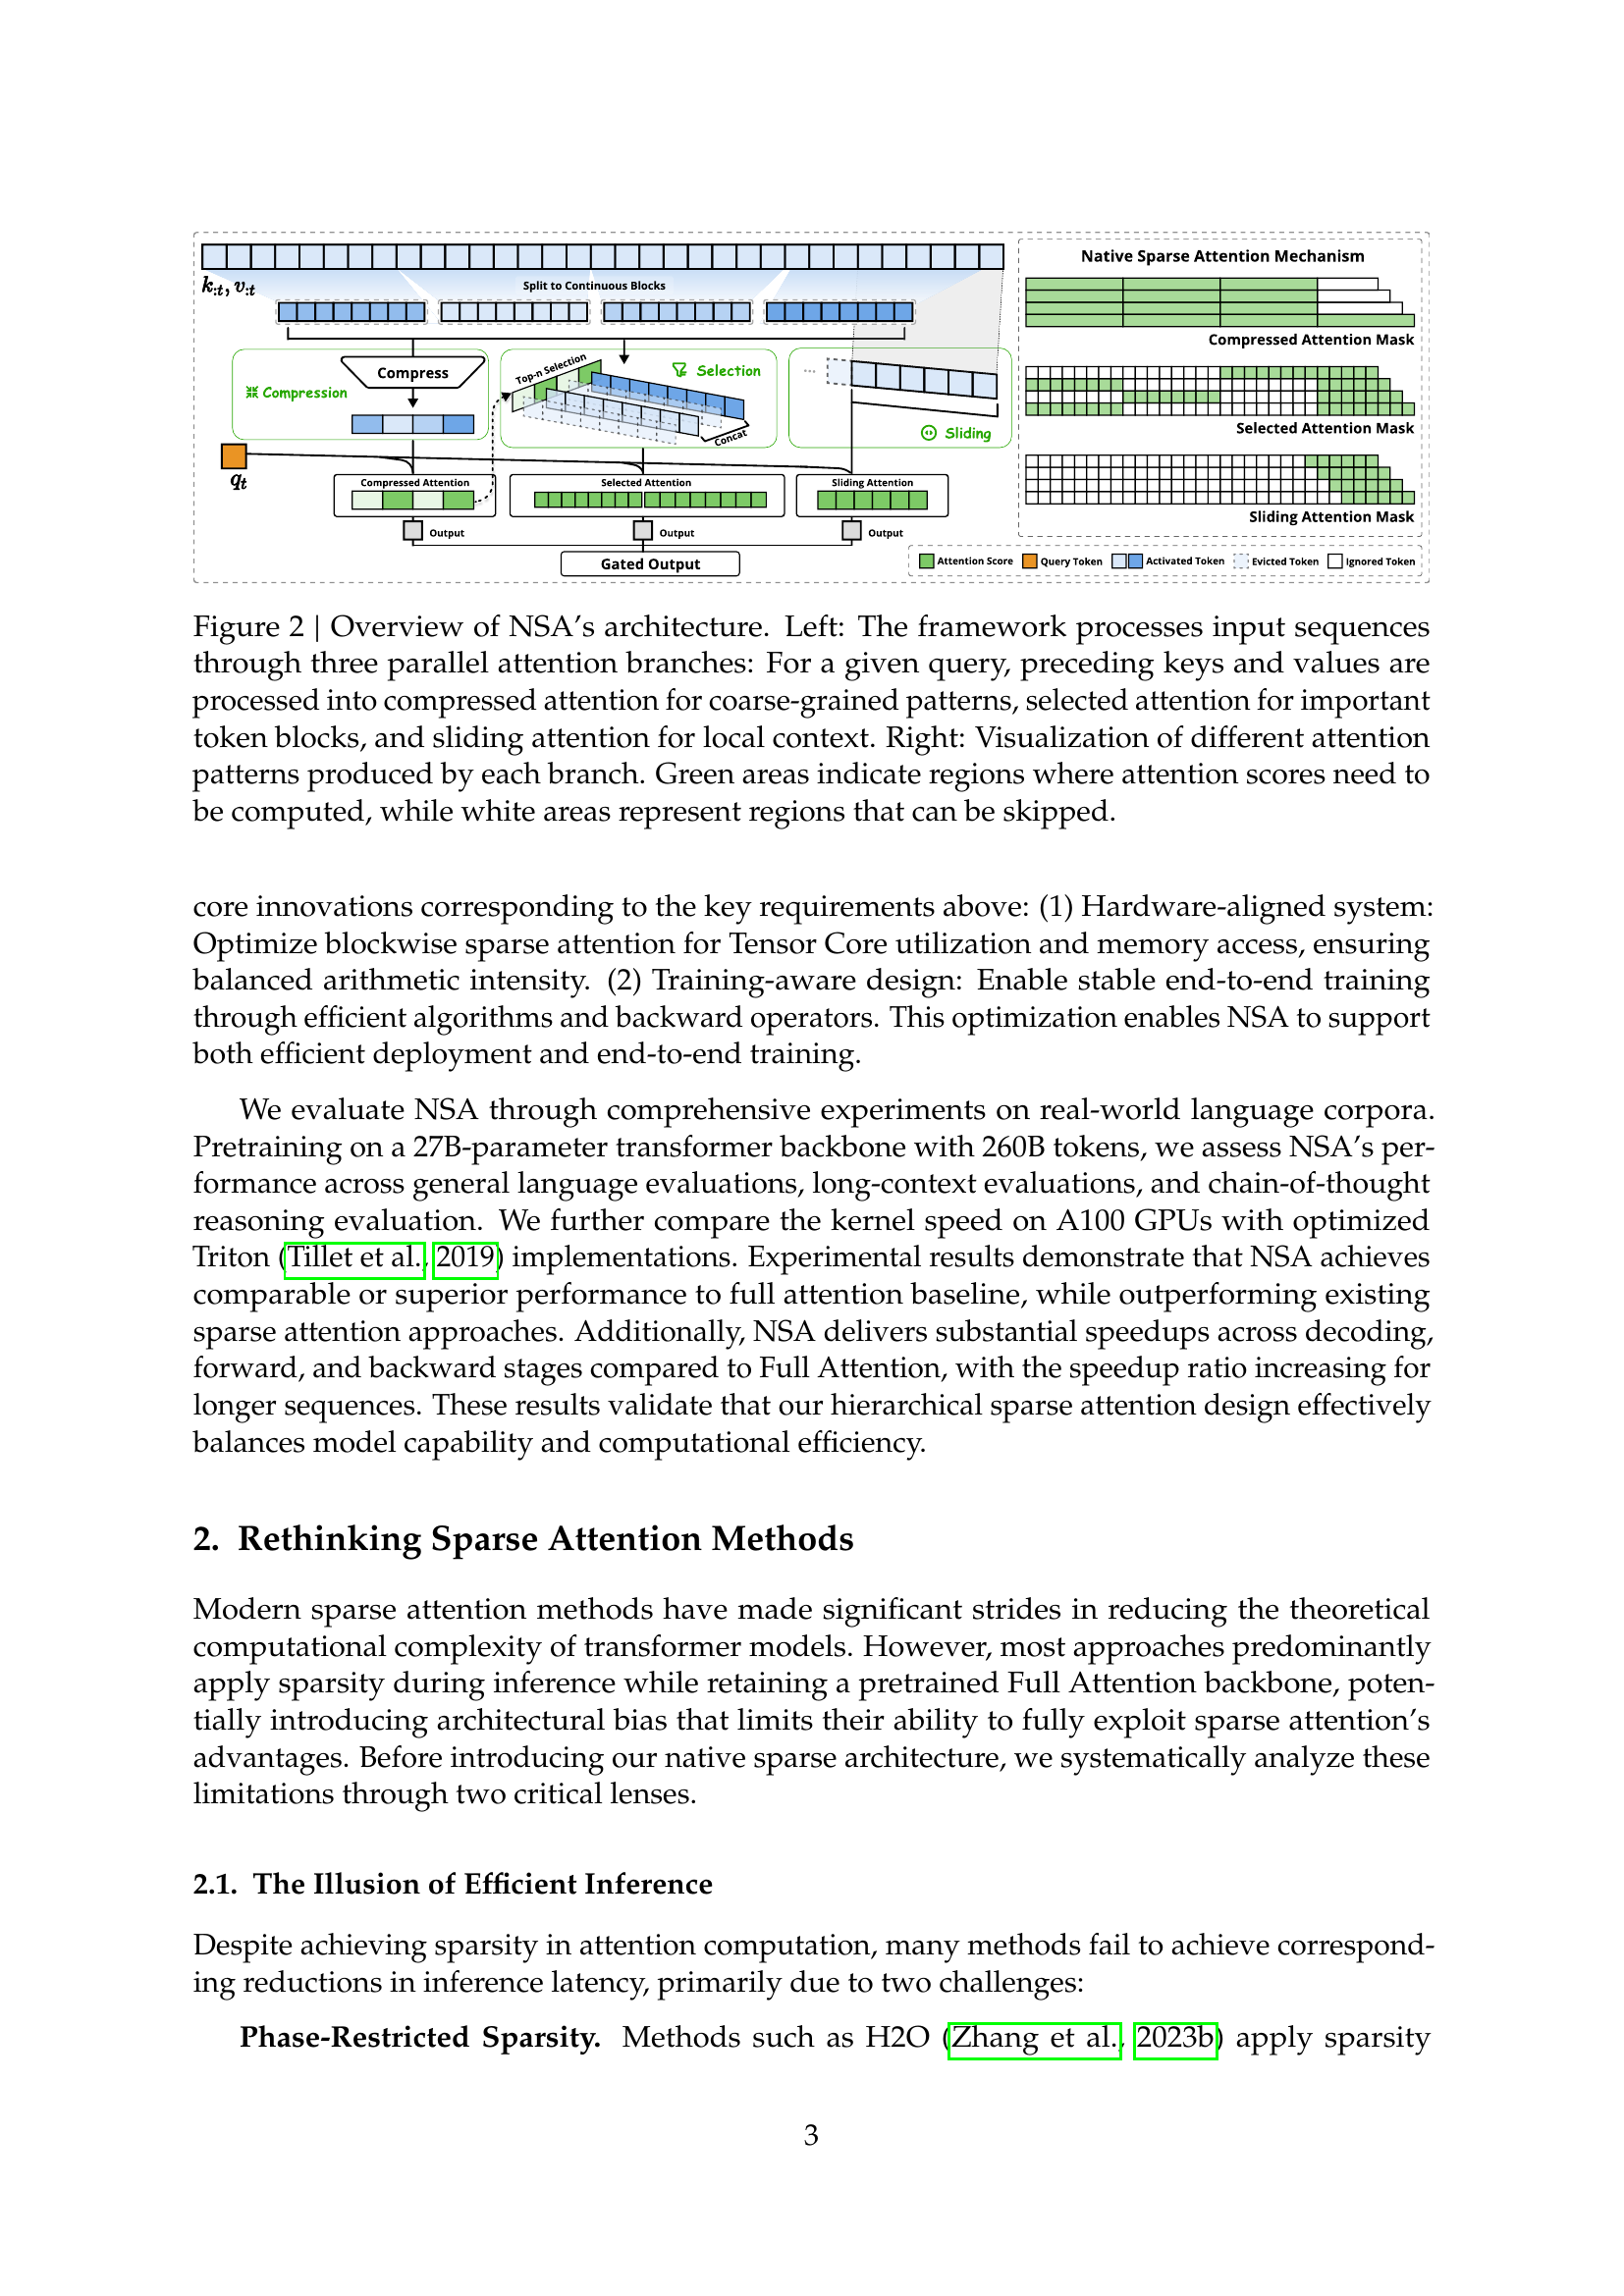 k:t, v:t
Split to Continuous Blocks
Compression
Compress
Top-n Selection
Selection
Concat
...
Sliding
qt
Compressed Attention
Selected Attention
Sliding Attention
Output
Output
Output
Gated Output
Native Sparse Attention Mechanism
Compressed Attention Mask
Selected Attention Mask
Sliding Attention Mask
Attention Score Query Token Activated Token Evicted Token Ignored Token
Figure 2 | Overview of NSA’s architecture. Left: The framework processes input sequences
through three parallel attention branches: For a given query, preceding keys and values are
processed into compressed attention for coarse-grained patterns, selected attention for important
token blocks, and sliding attention for local context. Right: Visualization of different attention
patterns produced by each branch. Green areas indicate regions where attention scores need to
be computed, while white areas represent regions that can be skipped.
core innovations corresponding to the key requirements above: (1) Hardware-aligned system:
Optimize blockwise sparse attention for Tensor Core utilization and memory access, ensuring
balanced arithmetic intensity. (2) Training-aware design: Enable stable end-to-end training
through efficient algorithms and backward operators. This optimization enables NSA to support
both efficient deployment and end-to-end training.
We evaluate NSA through comprehensive experiments on real-world language corpora.
Pretraining on a 27B-parameter transformer backbone with 260B tokens, we assess NSA’s per-
formance across general language evaluations, long-context evaluations, and chain-of-thought
reasoning evaluation. We further compare the kernel speed on A100 GPUs with optimized
Triton (Tillet et al., 2019) implementations. Experimental results demonstrate that NSA achieves
comparable or superior performance to full attention baseline, while outperforming existing
sparse attention approaches. Additionally, NSA delivers substantial speedups across decoding,
forward, and backward stages compared to Full Attention, with the speedup ratio increasing for
longer sequences. These results validate that our hierarchical sparse attention design effectively
balances model capability and computational efficiency.
2. Rethinking Sparse Attention Methods
Modern sparse attention methods have made significant strides in reducing the theoretical
computational complexity of transformer models. However, most approaches predominantly
apply sparsity during inference while retaining a pretrained Full Attention backbone, poten-
tially introducing architectural bias that limits their ability to fully exploit sparse attention’s
advantages. Before introducing our native sparse architecture, we systematically analyze these
limitations through two critical lenses.
2.1. The Illusion of Efficient Inference
Despite achieving sparsity in attention computation, many methods fail to achieve correspond-
ing reductions in inference latency, primarily due to two challenges:
Phase-Restricted Sparsity. Methods such as H2O (Zhang et al., 2023b) apply sparsity
3